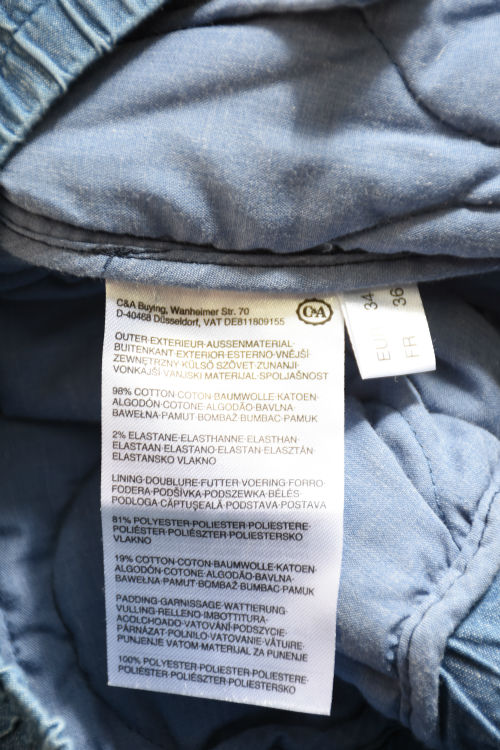 C&A Buying, Wanheimer Str. 70
D-40468 Düsseldorf, VAT DE811809155
C&A
OUTER·EXTERIEUR·AUSSENMATERIAL·
BUITENKANT·EXTERIOR·ESTERNO·VNĚJŠÍ
ZEWNĘTRZNY·KÜLSŐ SZÖVET·ZUNANJI·
VONKAJŠÍ VANJSKI MATERIJAL·SPOLJAŠNOST
98% COTTON·COTON·BAUMWOLLE·KATOEN·
ALGODÓN·COTONE·ALGODÃO·BAVLNA·
BAWEŁNA·PAMUT·BOMBAŽ·BUMBAC·PAMUK
2% ELASTANE·ELASTHANNE·ELASTHAN·
ELASTAAN·ELASTANO·ELASTAN·ELASZTÁN·
ELASTANSKO VLAKNO
LINING·DOUBLURE·FUTTER·VOERING·FORRO·
FODERA·PODŠÍVKA·PODSZEWKA·BÉLÉS·
PODLOGA·CĂPTUŞEALĂ·PODSTAVA·POSTAVA
81% POLYESTER·POLIESTER·POLIESTERE·
POLIÉSTER·POLIÉSZTER·POLIESTERSKO
VLAKNO
19% COTTON·COTON·BAUMWOLLE·KATOEN·
ALGODÓN·COTONE·ALGODÃO·BAVLNA·
BAWEŁNA·PAMUT·BOMBAŽ·BUMBAC·PAMUK
PADDING·GARNISSAGE·WATTIERUNG·
VULLING·RELLENO·IMBOTTITURA·
ACOLCHOADO·VATOVÁNÍ·PODSZYCIE·
PÁRNÁZAT·POLNILO·VATOVANIE·VĂTUIRE·
PUNJENJE·VATOM·MATERIJAL ZA PUNENJE
100% POLYESTER·POLIESTER·POLIESTERE·
POLIÉSTER·POLIÉSZTER·POLIESTERSKO
EUR 34
FR 36